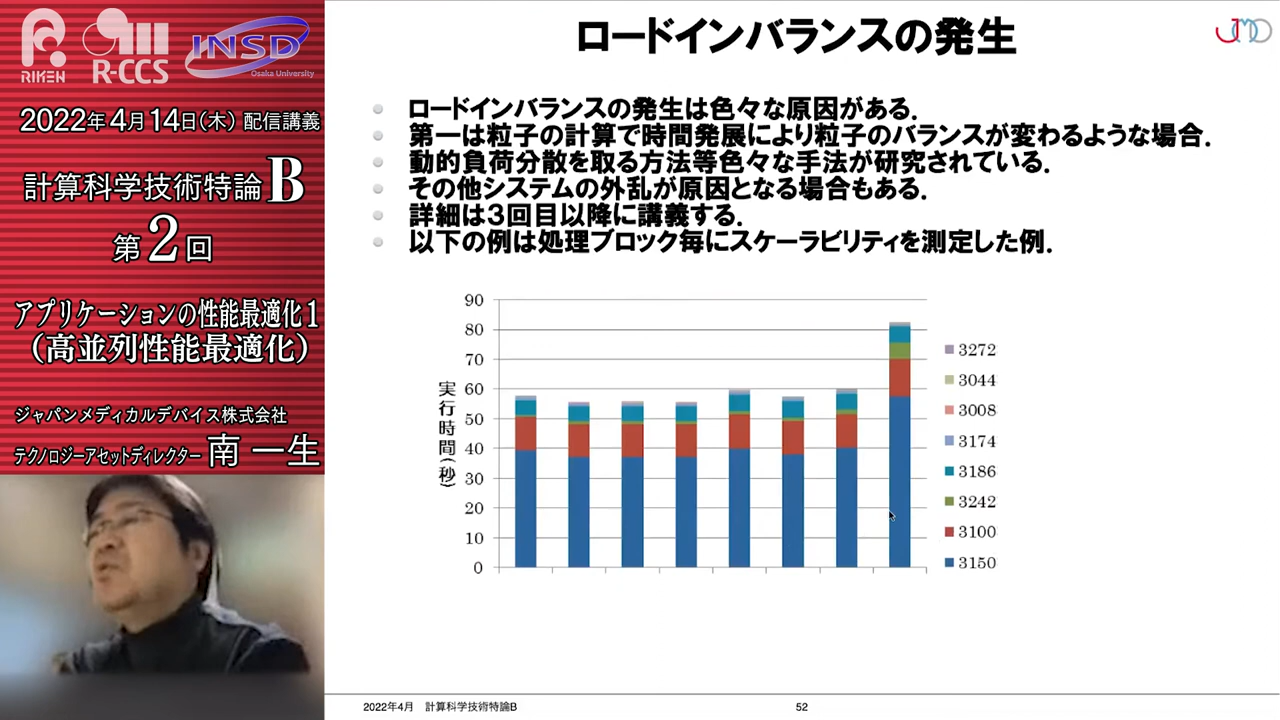 RIKEN
R-CCS
INSD
Osaka University
2022年4月14日(木) 配信講義
計算科学技術特論B
第2回
アプリケーションの性能最適化1
(高並列性能最適化)
ジャパンメディカルデバイス株式会社
テクノロジーアセットディレクター 南 一生
ロードインバランスの発生
JMD
ロードインバランスの発生は色々な原因がある.
第一は粒子の計算で時間発展により粒子のバランスが変わるような場合.
動的負荷分散を取る方法等色々な手法が研究されている.
その他システムの外乱が原因となる場合もある.
詳細は3回目以降に講義する.
以下の例は処理ブロック毎にスケーラビリティを測定した例.
実行時間(秒)
90
80
70
60
50
40
30
20
10
0
3272
3044
3008
3174
3186
3242
3100
3150
2022年4月 計算科学技術特論B
52